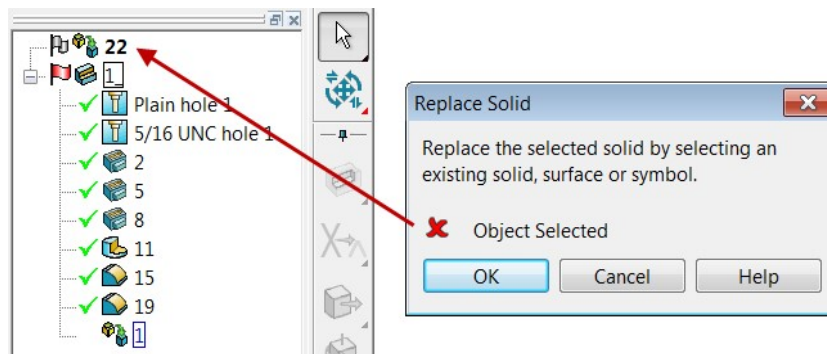 22
1_
Plain hole 1
5/16 UNC hole 1
2
5
8
11
15
19
1
Replace Solid
Replace the selected solid by selecting an
existing solid, surface or symbol.
Object Selected
OK
Cancel
Help